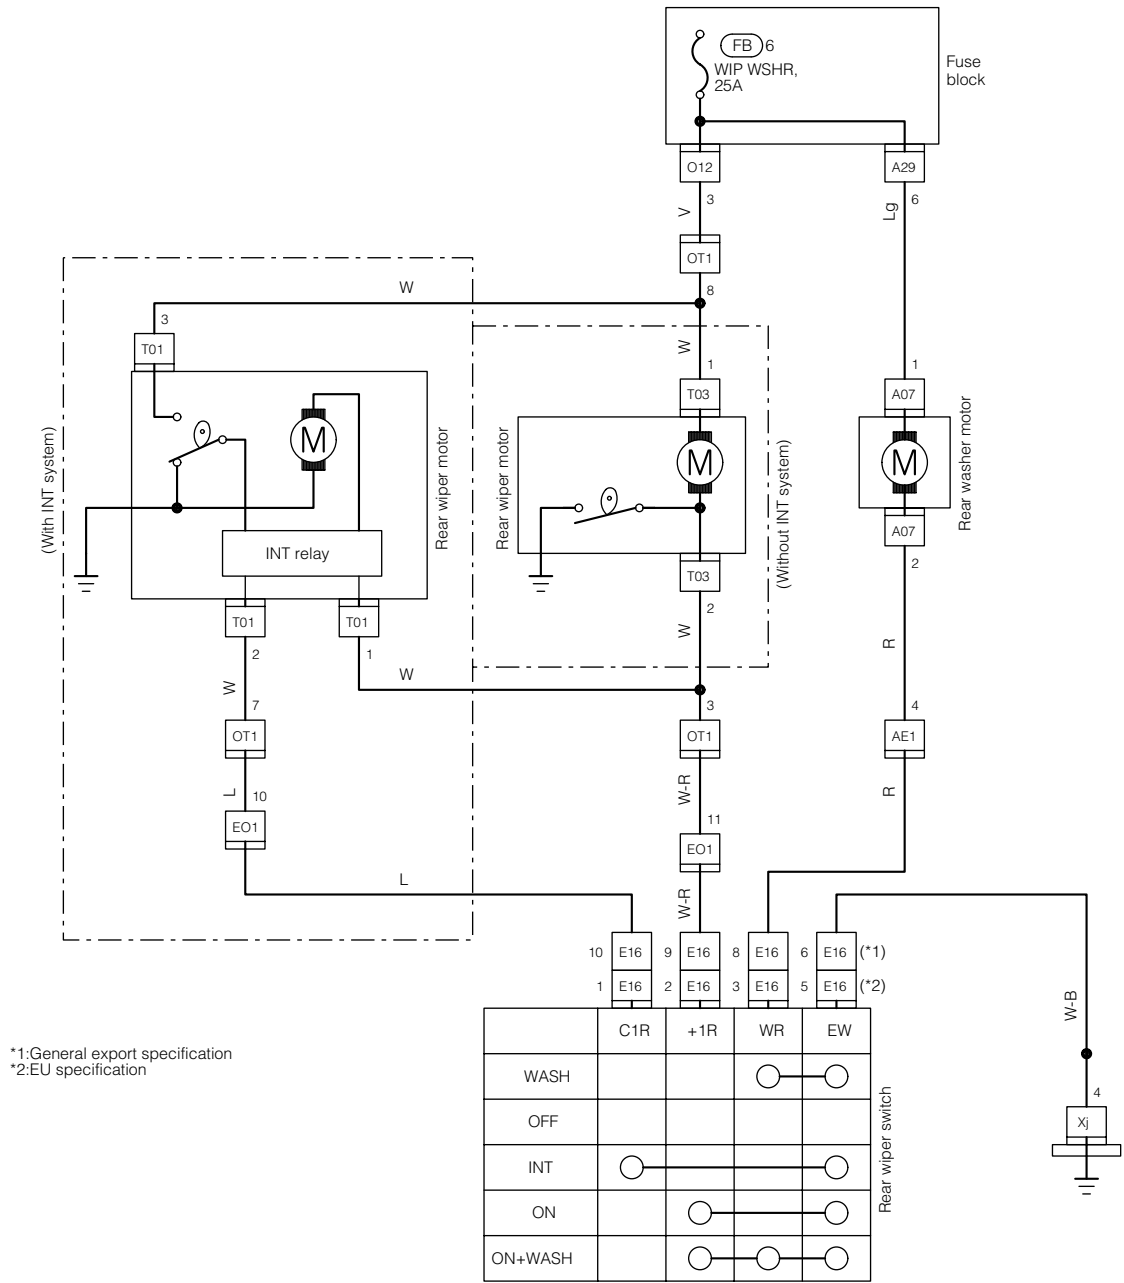 FB 6
WIP WSHR,
25A
Fuse
block
O12
A29
3
6
V
Lg
OT1
8
W
3
T01
W
1
T03
1
A07
(With INT system)
Rear wiper motor
M
Rear wiper motor
M
(Without INT system)
M
Rear washer motor
INT relay
A07
2
T03
2
T01
T01
2
1
W
W
W
R
7
3
4
OT1
OT1
AE1
L
10
W-R
11
R
EO1
EO1
L
W-R
10 E16 9 E16 8 E16 6 E16 (*1)
1 E16 2 E16 3 E16 5 E16 (*2)
W-B
C1R +1R WR EW
WASH
OFF
INT
ON
ON+WASH
Rear wiper switch
4
Xj
*1:General export specification
*2:EU specification